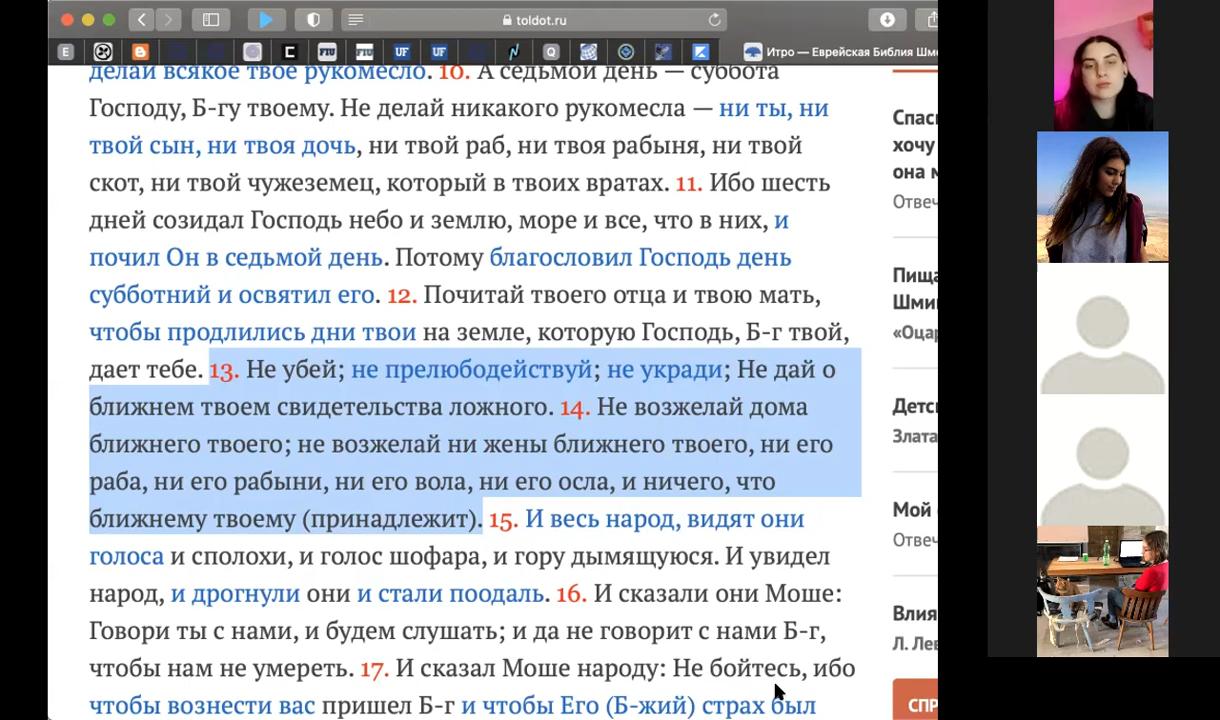 toldot.ru
E
C
FIU
FIU
UF
UF
Q
Итро — Еврейская Библия Шмо
делай всякое твое рукомесло. 10. А седьмой день — суббота
Господу, Б-гу твоему. Не делай никакого рукомесла — ни ты, ни
твой сын, ни твоя дочь, ни твой раб, ни твоя рабыня, ни твой
скот, ни твой чужеземец, который в твоих вратах. 11. Ибо шесть
дней созидал Господь небо и землю, море и все, что в них, и
почил Он в седьмой день. Потому благословил Господь день
субботний и освятил его. 12. Почитай твоего отца и твою мать,
чтобы продлились дни твои на земле, которую Господь, Б-г твой,
дает тебе. 13. Не убей; не прелюбодействуй; не укради; Не дай о
ближнем твоем свидетельства ложного. 14. Не возжелай дома
ближнего твоего; не возжелай ни жены ближнего твоего, ни его
раба, ни его рабыни, ни его вола, ни его осла, и ничего, что
ближнему твоему (принадлежит). 15. И весь народ, видят они
голоса и сполохи, и голос шофара, и гору дымящуюся. И увидел
народ, и дрогнули они и стали поодаль. 16. И сказали они Моше:
Говори ты с нами, и будем слушать; и да не говорит с нами Б-г,
чтобы нам не умереть. 17. И сказал Моше народу: Не бойтесь, ибо
чтобы вознести вас пришел Б-г и чтобы Его (Б-жий) страх был
Спас
хочу
она м
Отвеч
Пища
Шми
«Оцар
Детс
Злата
Мой
Отвеч
Влия
Л. Лев
СПР